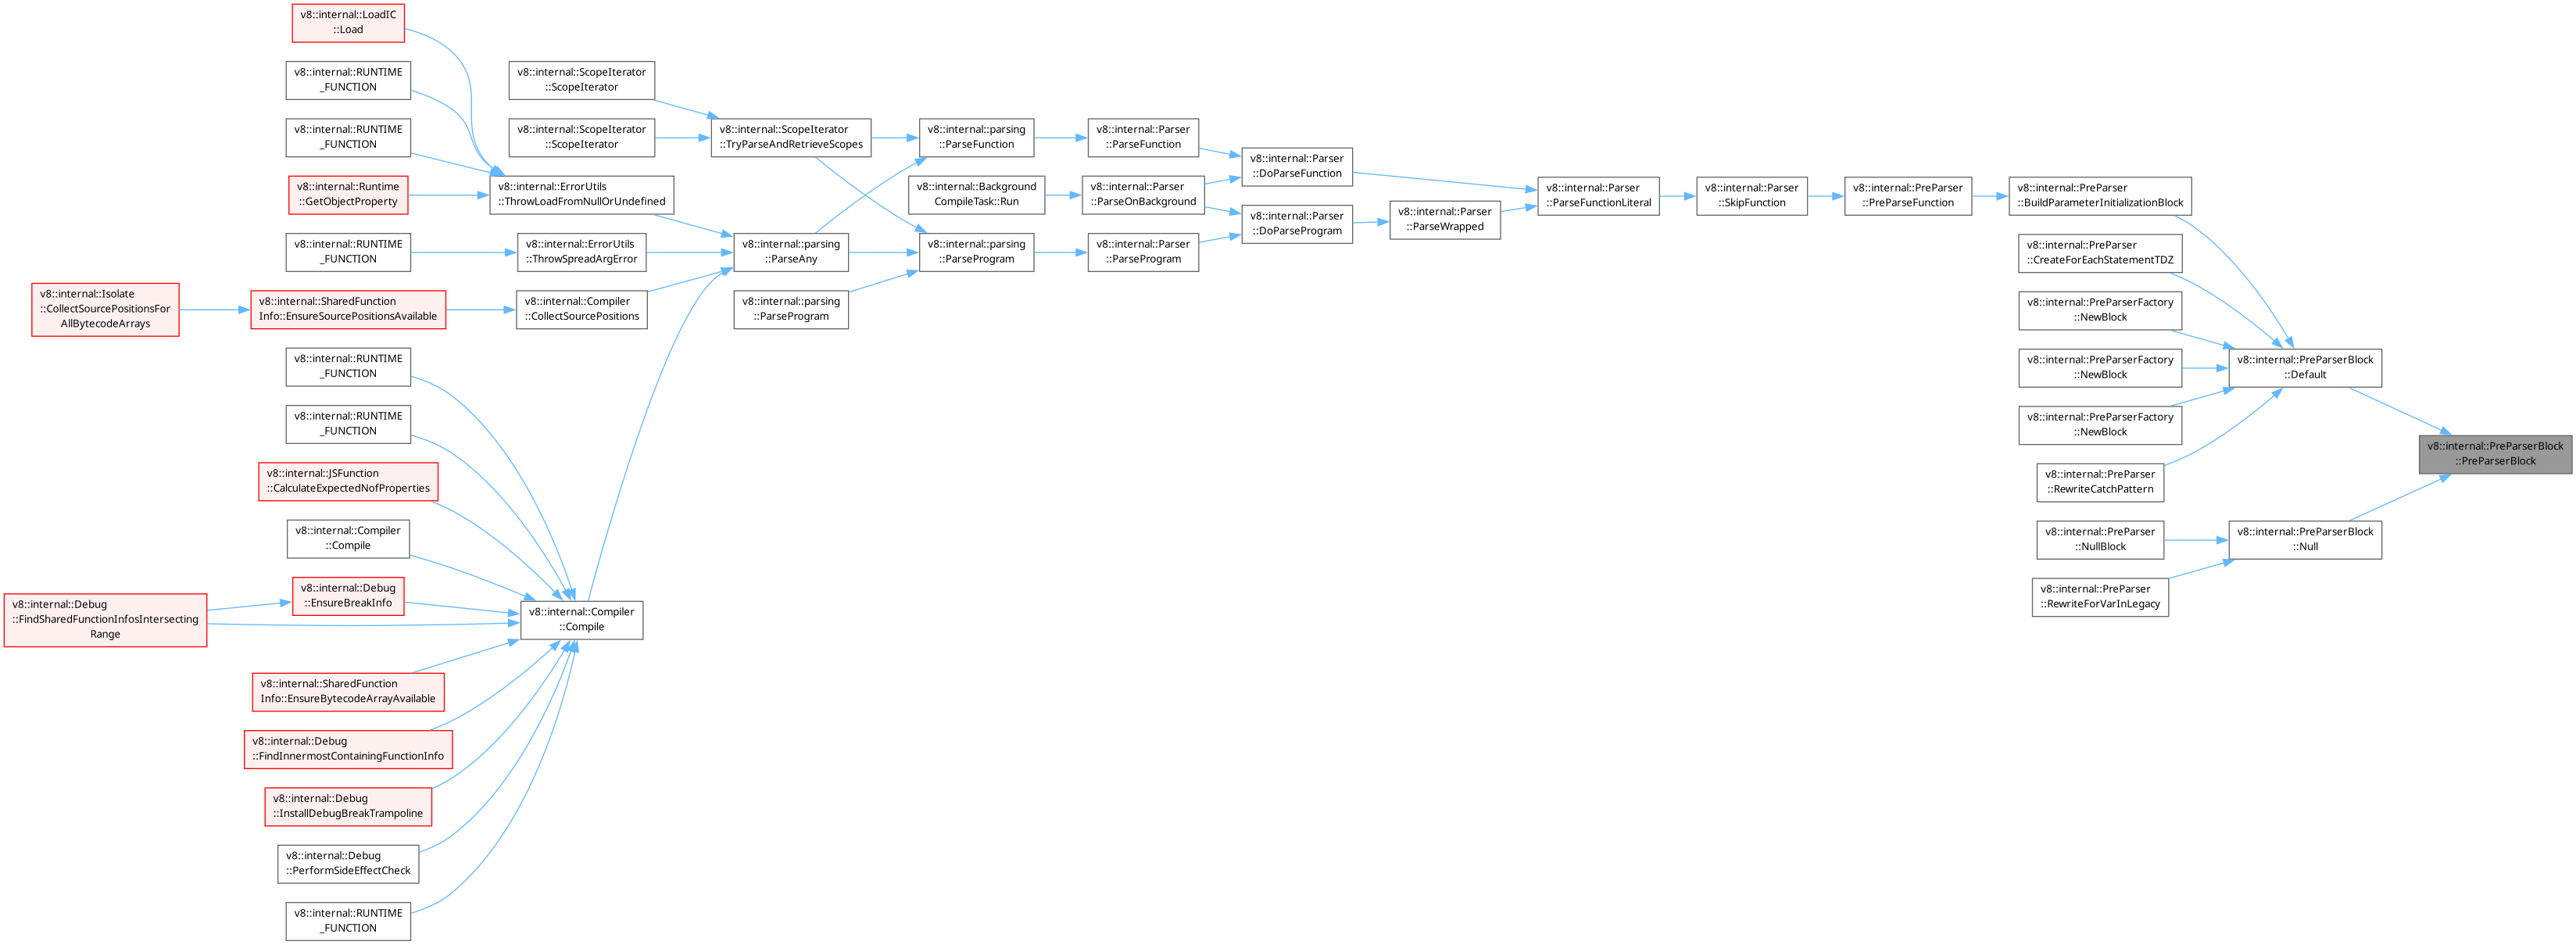 v8::internal::LoadIC
::Load
v8::internal::RUNTIME
_FUNCTION
v8::internal::ScopeIterator
::ScopeIterator
v8::internal::RUNTIME
_FUNCTION
v8::internal::ScopeIterator
::ScopeIterator
v8::internal::ScopeIterator
::TryParseAndRetrieveScopes
v8::internal::parsing
::ParseFunction
v8::internal::Parser
::ParseFunction
v8::internal::Parser
::DoParseFunction
v8::internal::Runtime
::GetObjectProperty
v8::internal::ErrorUtils
::ThrowLoadFromNullOrUndefined
v8::internal::Background
CompileTask::Run
v8::internal::Parser
::ParseOnBackground
v8::internal::Parser
::ParseFunctionLiteral
v8::internal::Parser
::SkipFunction
v8::internal::PreParser
::PreParseFunction
v8::internal::PreParser
::BuildParameterInitializationBlock
v8::internal::Parser
::DoParseProgram
v8::internal::Parser
::ParseWrapped
v8::internal::RUNTIME
_FUNCTION
v8::internal::ErrorUtils
::ThrowSpreadArgError
v8::internal::parsing
::ParseAny
v8::internal::parsing
::ParseProgram
v8::internal::Parser
::ParseProgram
v8::internal::PreParser
::CreateForEachStatementTDZ
v8::internal::Isolate
::CollectSourcePositionsFor
AllBytecodeArrays
v8::internal::SharedFunction
Info::EnsureSourcePositionsAvailable
v8::internal::Compiler
::CollectSourcePositions
v8::internal::parsing
::ParseProgram
v8::internal::PreParserFactory
::NewBlock
v8::internal::RUNTIME
_FUNCTION
v8::internal::PreParserFactory
::NewBlock
v8::internal::PreParserBlock
::Default
v8::internal::RUNTIME
_FUNCTION
v8::internal::PreParserFactory
::NewBlock
v8::internal::PreParserBlock
::PreParserBlock
v8::internal::JSFunction
::CalculateExpectedNofProperties
v8::internal::PreParser
::RewriteCatchPattern
v8::internal::Compiler
::Compile
v8::internal::PreParser
::NullBlock
v8::internal::PreParserBlock
::Null
v8::internal::Debug
::EnsureBreakInfo
v8::internal::PreParser
::RewriteForVarInLegacy
v8::internal::Debug
::FindSharedFunctionInfosIntersecting
Range
v8::internal::Compiler
::Compile
v8::internal::SharedFunction
Info::EnsureBytecodeArrayAvailable
v8::internal::Debug
::FindInnermostContainingFunctionInfo
v8::internal::Debug
::InstallDebugBreakTrampoline
v8::internal::Debug
::PerformSideEffectCheck
v8::internal::RUNTIME
_FUNCTION